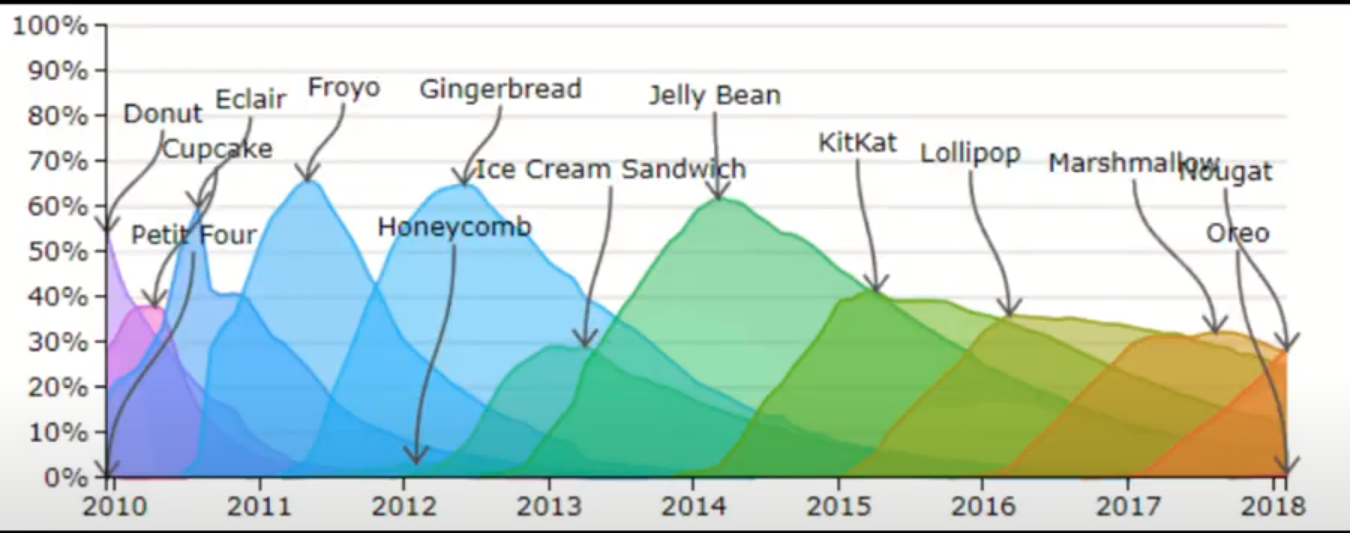 100%
90%
80%
70%
60%
50%
40%
30%
20%
10%
0%
Donut
Eclair
Cupcake
Petit Four
Froyo
Gingerbread
Ice Cream Sandwich
Honeycomb
Jelly Bean
KitKat
Lollipop
Marshmallow
Nougat
Oreo
2010 2011 2012 2013 2014 2015 2016 2017 2018